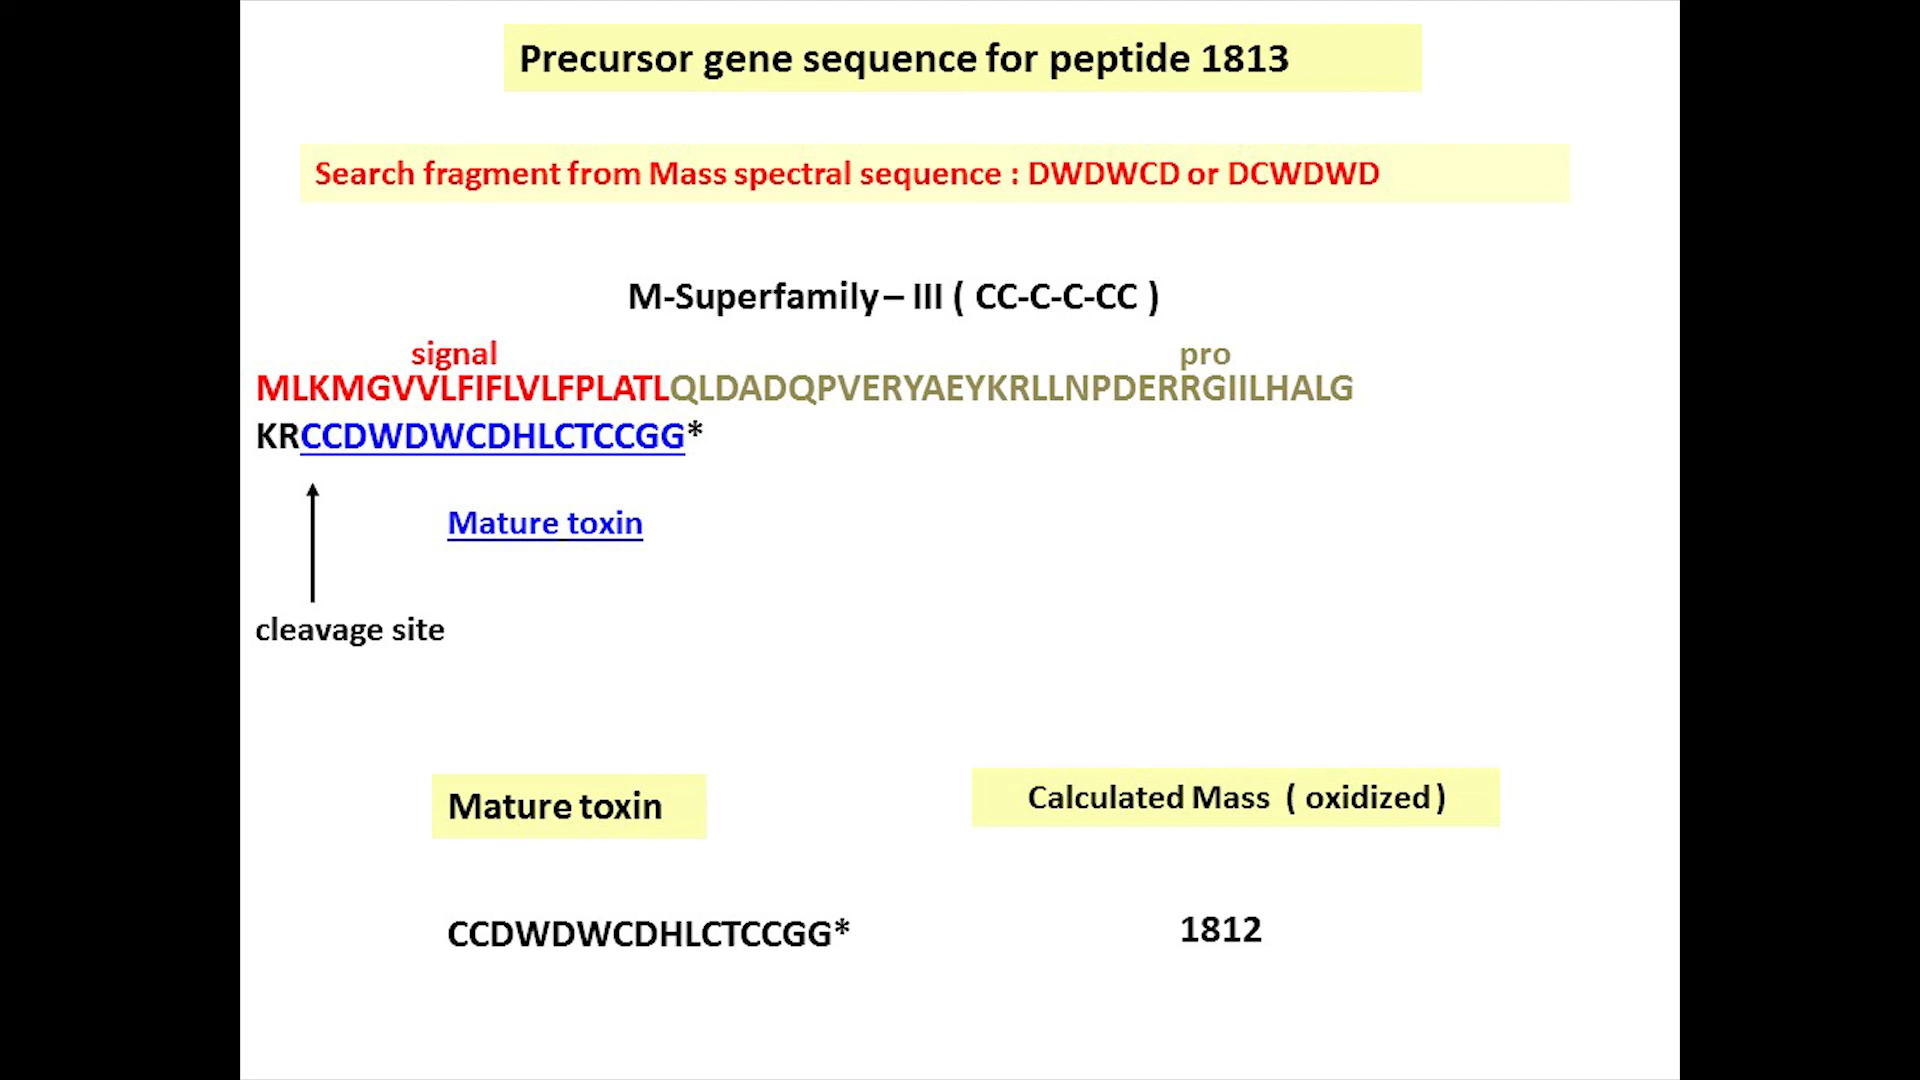 Precursor gene sequence for peptide 1813
Search fragment from Mass spectral sequence : DWDWCD or DCWDWD
M-Superfamily – III ( CC-C-C-CC )
signal pro
MLKMGVVLFIFLVLFPLATLQLDADQPVERYAEYKRLLNPDERRGIILHALG
KRCCDWDWCDHLCTCCGG*
Mature toxin
cleavage site
Mature toxin
Calculated Mass ( oxidized )
CCDWDWCDHLCTCCGG*
1812